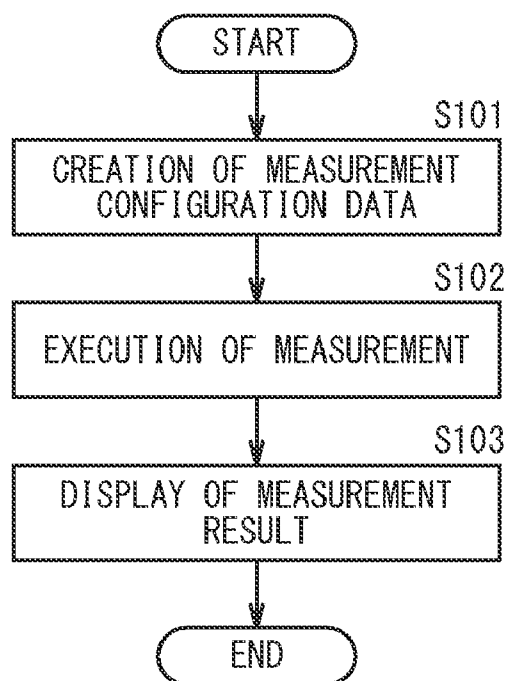 START
S101
CREATION OF MEASUREMENT
CONFIGURATION DATA
S102
EXECUTION OF MEASUREMENT
S103
DISPLAY OF MEASUREMENT
RESULT
END